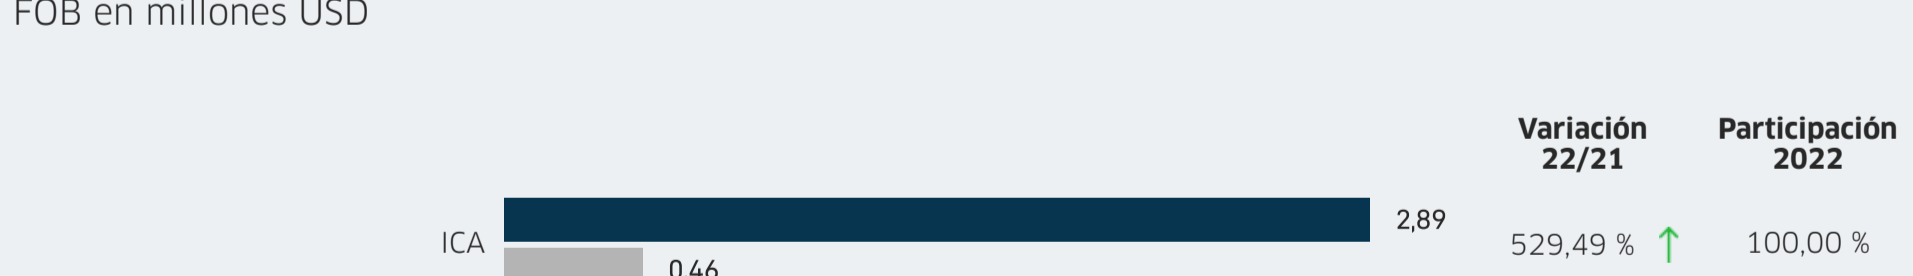 FOB en millones USD
Variación
22/21
Participación
2022
ICA
2,89
529,49 %
100,00 %
0,46